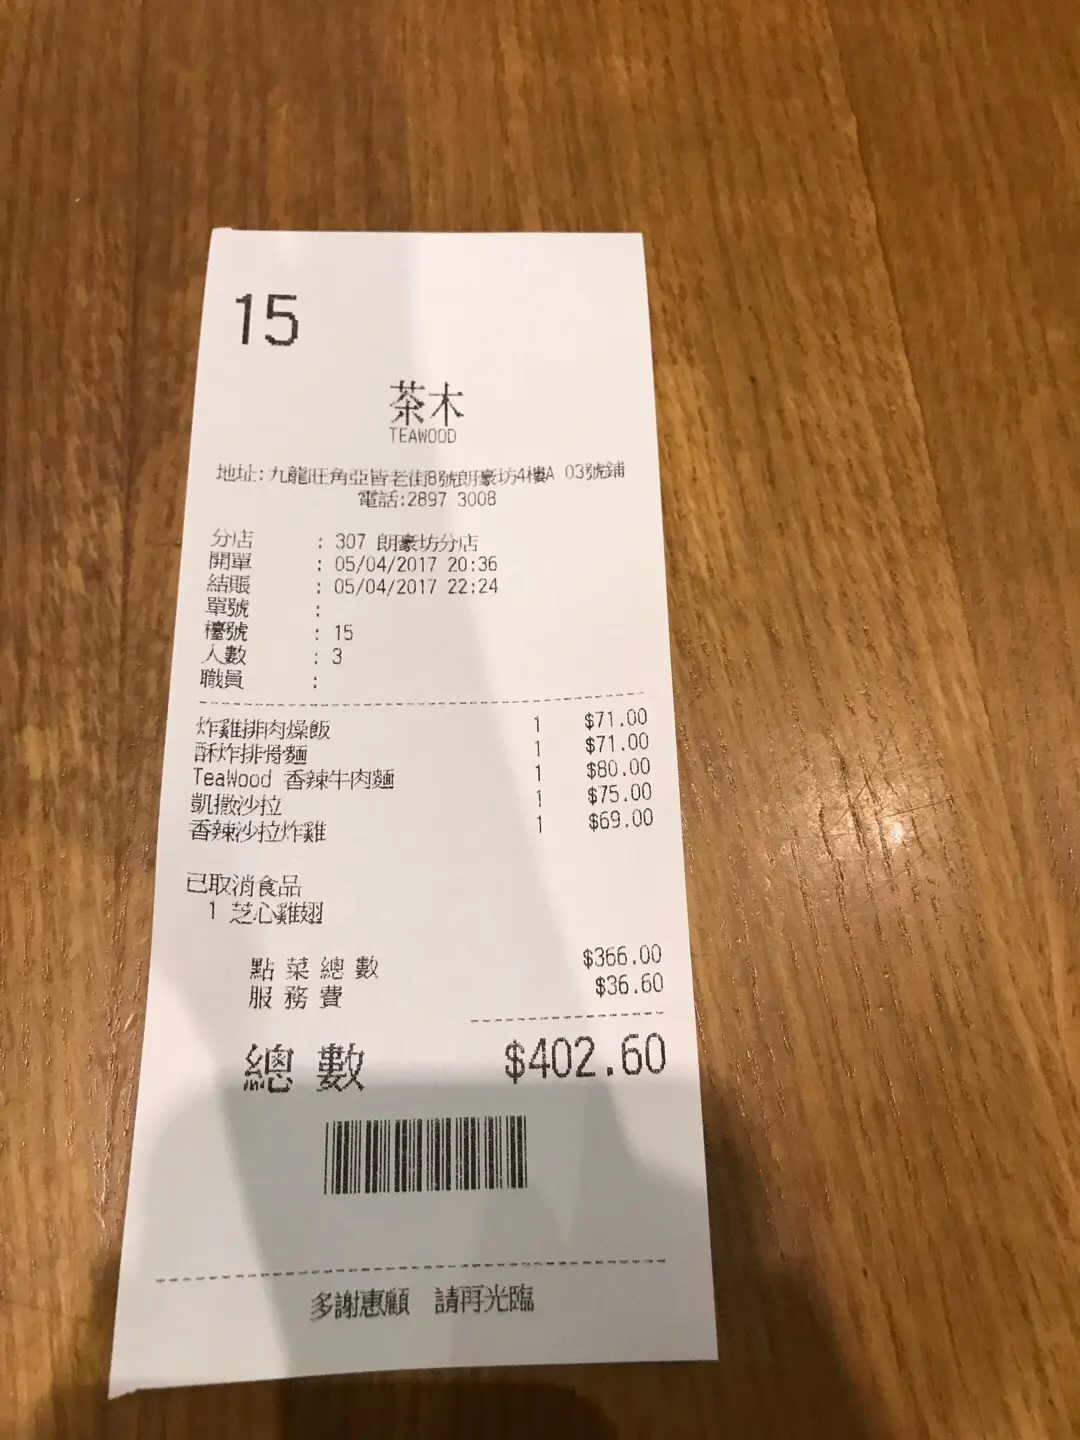 15
茶木
TEAWOOD
地址:九龍旺角亞皆老街8號朗豪坊4樓A 03號鋪
電話:2897 3008
分店 : 307 朗豪坊分店
開單 : 05/04/2017 20:36
結賬 : 05/04/2017 22:24
單號 :
檯號 : 15
人數 : 3
職員 :
炸雞排肉燥飯 1 $71.00
酥炸排骨麵 1 $71.00
TeaWood 香辣牛肉麵 1 $80.00
凱撒沙拉 1 $75.00
香辣沙拉炸雞 1 $69.00
已取消食品
1 芝心雞翅
點菜總數 $366.00
服務費 $36.60
總數 $402.60
多謝惠顧 請再光臨